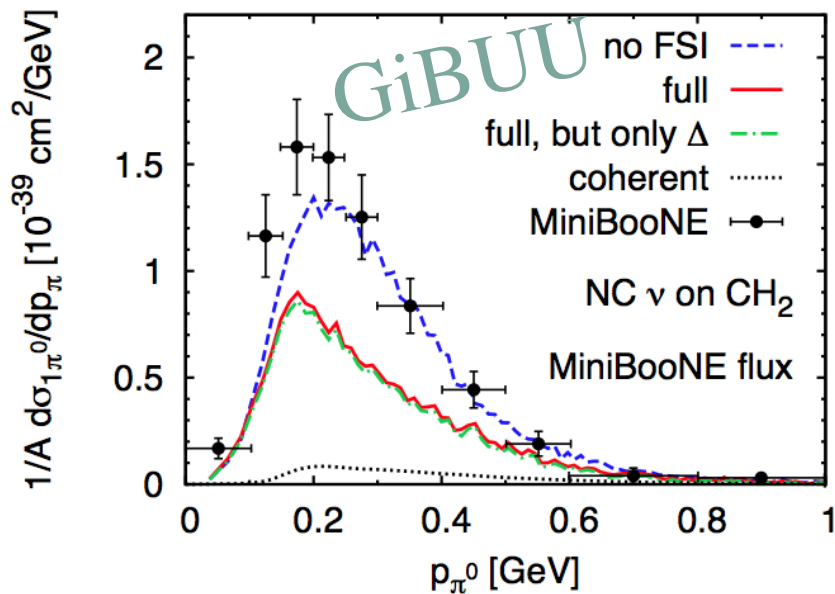 GiBUU
no FSI
full
full, but only Δ
coherent
MiniBooNE
NC ν on CH₂
MiniBooNE flux
1/A dσ₁π⁰/dpπ [10⁻³⁹ cm²/GeV]
2
1.5
1
0.5
0
0 0.2 0.4 0.6 0.8 1
pπ⁰ [GeV]